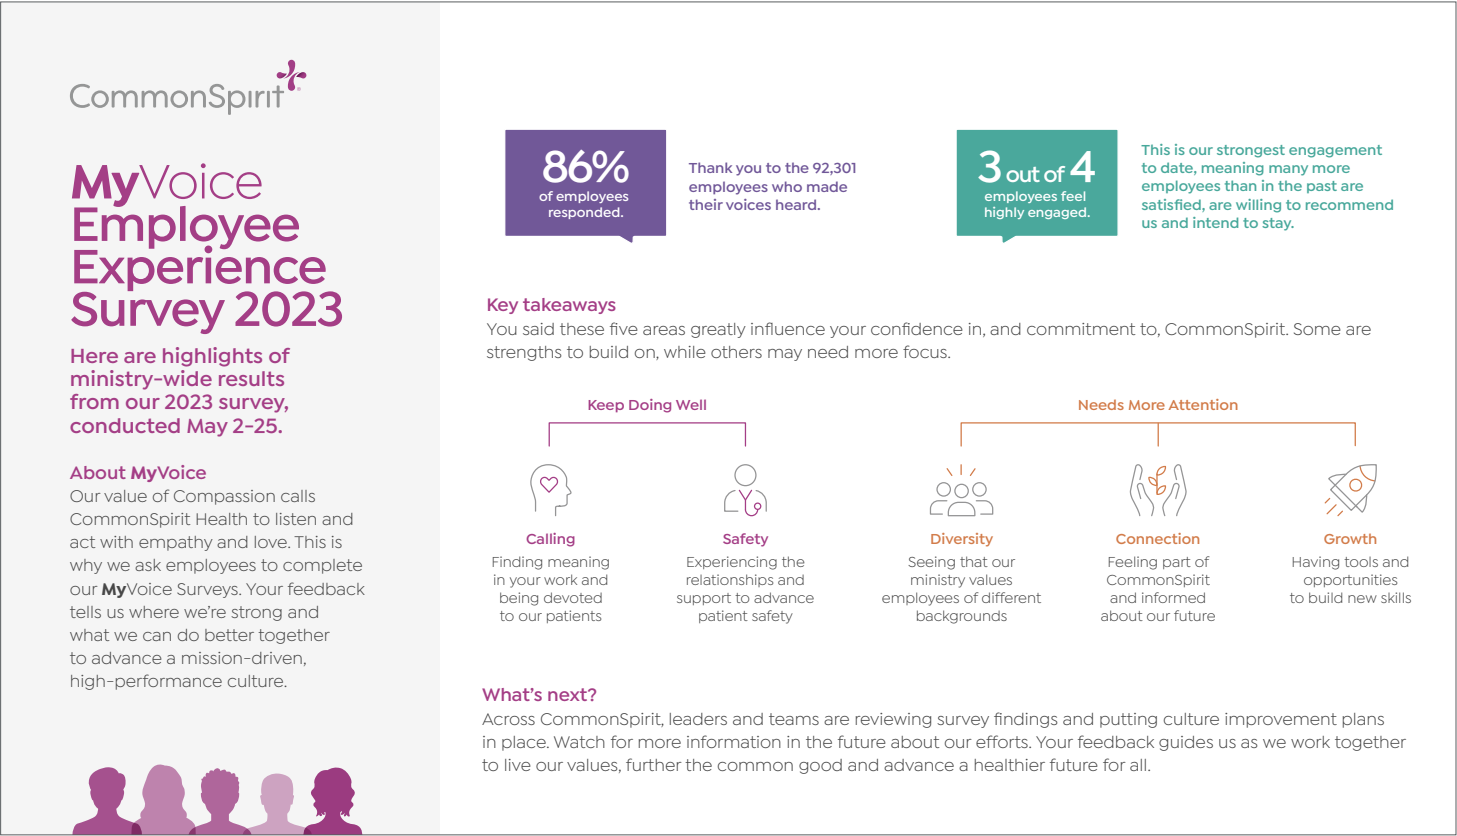 CommonSpirit
MyVoice
Employee
Experience
Survey 2023
Here are highlights of
ministry-wide results
from our 2023 survey,
conducted May 2-25.
About MyVoice
Our value of Compassion calls
CommonSpirit Health to listen and
act with empathy and love. This is
why we ask employees to complete
our MyVoice Surveys. Your feedback
tells us where we’re strong and
what we can do better together
to advance a mission-driven,
high-performance culture.
86%
of employees
responded.
Thank you to the 92,301
employees who made
their voices heard.
3 out of 4
employees feel
highly engaged.
This is our strongest engagement
to date, meaning many more
employees than in the past are
satisfied, are willing to recommend
us and intend to stay.
Key takeaways
You said these five areas greatly influence your confidence in, and commitment to, CommonSpirit. Some are
strengths to build on, while others may need more focus.
Keep Doing Well
Calling
Finding meaning
in your work and
being devoted
to our patients
Safety
Experiencing the
relationships and
support to advance
patient safety
Needs More Attention
Diversity
Seeing that our
ministry values
employees of different
backgrounds
Connection
Feeling part of
CommonSpirit
and informed
about our future
Growth
Having tools and
opportunities
to build new skills
What’s next?
Across CommonSpirit, leaders and teams are reviewing survey findings and putting culture improvement plans
in place. Watch for more information in the future about our efforts. Your feedback guides us as we work together
to live our values, further the common good and advance a healthier future for all.